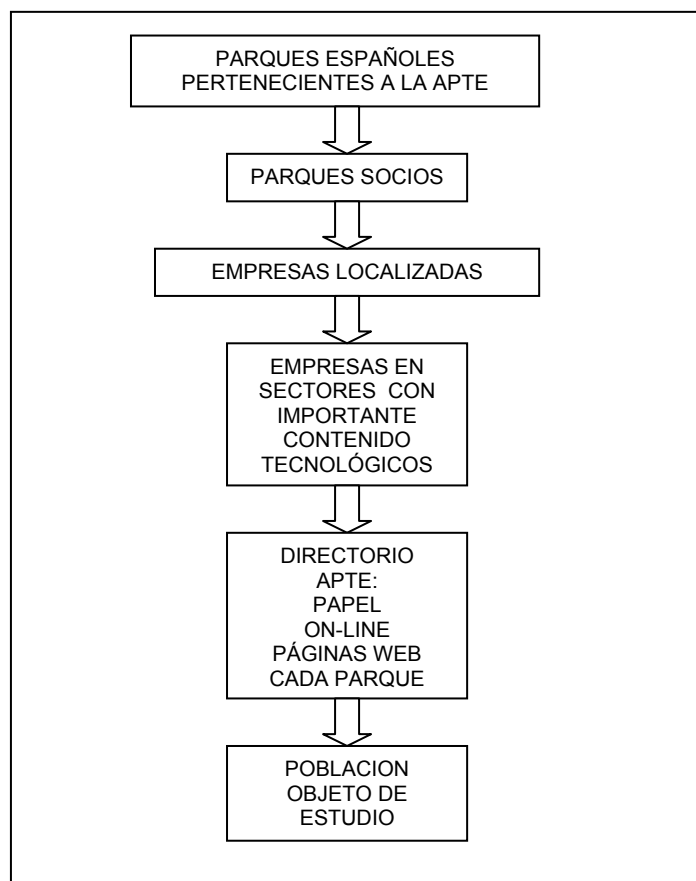 PARQUES ESPAÑOLES
PERTENECIENTES A LA APTE
PARQUES SOCIOS
EMPRESAS LOCALIZADAS
EMPRESAS EN
SECTORES CON
IMPORTANTE
CONTENIDO
TECNOLÓGICOS
DIRECTORIO
APTE:
PAPEL
ON-LINE
PÁGINAS WEB
CADA PARQUE
POBLACION
OBJETO DE
ESTUDIO